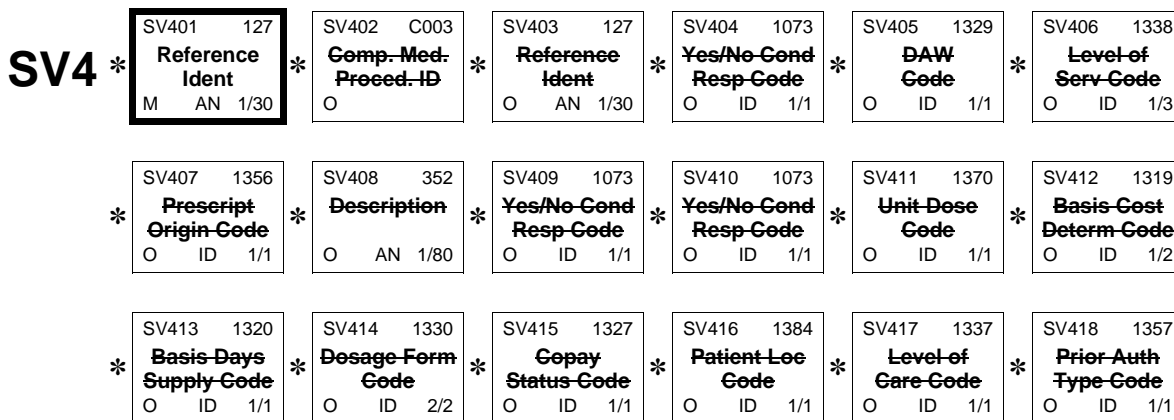 SV4 * SV401 127 * SV402 C003 * SV403 127 * SV404 1073 * SV405 1329 * SV406 1338
Reference Comp. Med. Reference Yes/No Cond DAW Level of
Ident Proced. ID Ident Resp Code Code Serv Code
M AN 1/30 O O AN 1/30 O ID 1/1 O ID 1/1 O ID 1/3
* SV407 1356 * SV408 352 * SV409 1073 * SV410 1073 * SV411 1370 * SV412 1319
Prescript Description Yes/No Cond Yes/No Cond Unit Dose Basis Cost
Origin Code Resp Code Resp Code Code Determ Code
O ID 1/1 O AN 1/80 O ID 1/1 O ID 1/1 O ID 1/1 O ID 1/2
* SV413 1320 * SV414 1330 * SV415 1327 * SV416 1384 * SV417 1337 * SV418 1357
Basis Days Dosage Form Copay Patient Loc Level of Prior Auth
Supply Code Code Status Code Code Care Code Type Code
O ID 1/1 O ID 2/2 O ID 1/1 O ID 1/1 O ID 1/1 O ID 1/1